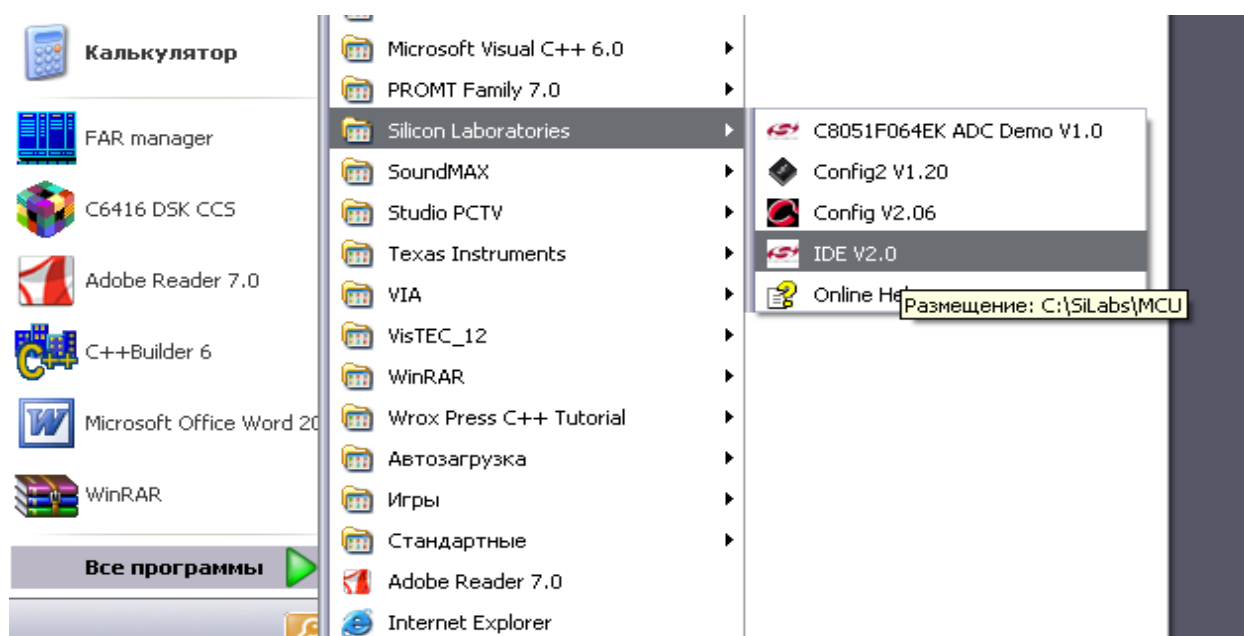 Калькулятор
FAR manager
C6416 DSK CCS
Adobe Reader 7.0
C++Builder 6
Microsoft Office Word 20
WinRAR
Все программы
Microsoft Visual C++ 6.0
PROMT Family 7.0
Silicon Laboratories
SoundMAX
Studio PCTV
Texas Instruments
VIA
VisTEC_12
WinRAR
Wrox Press C++ Tutorial
Автозагрузка
Игры
Стандартные
Adobe Reader 7.0
Internet Explorer
C8051F064EK ADC Demo V1.0
Config2 V1.20
Config V2.06
IDE V2.0
Online He
Размещение: C:\SiLabs\MCU